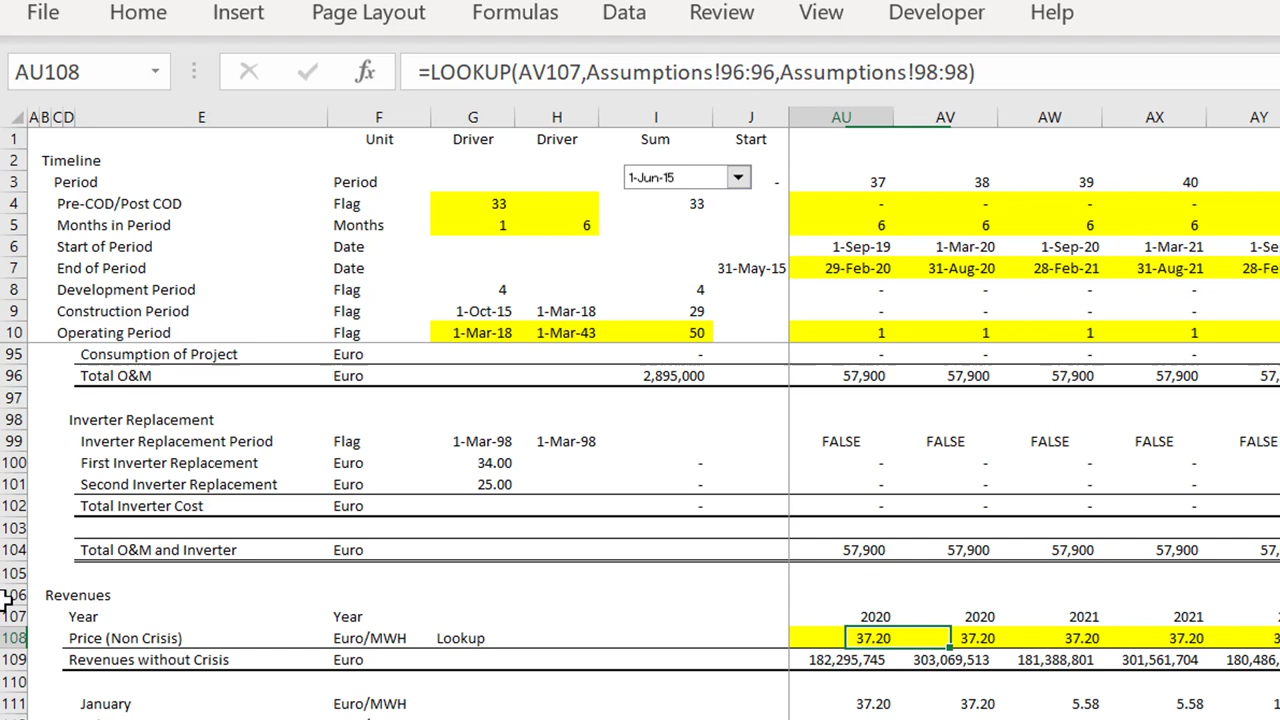 File Home Insert Page Layout Formulas Data Review View Developer Help
AU108 fx =LOOKUP(AV107,Assumptions!96:96,Assumptions!98:98)
A B C D E F G H I J AU AV AW AX AY
1 Unit Driver Driver Sum Start
2 Timeline
3 Period Period 1-Jun-15 - 37 38 39 40
4 Pre-COD/Post COD Flag 33 33 - - - -
5 Months in Period Months 1 6 6 6 6 6
6 Start of Period Date 1-Sep-19 1-Mar-20 1-Sep-20 1-Mar-21 1-Se
7 End of Period Date 31-May-15 29-Feb-20 31-Aug-20 28-Feb-21 31-Aug-21 28-Fe
8 Development Period Flag 4 4 - - - -
9 Construction Period Flag 1-Oct-15 1-Mar-18 29 - - - -
10 Operating Period Flag 1-Mar-18 1-Mar-43 50 1 1 1 1
95 Consumption of Project Euro - - - - -
96 Total O&M Euro 2,895,000 57,900 57,900 57,900 57,900 57,
97
98 Inverter Replacement
99 Inverter Replacement Period Flag 1-Mar-98 1-Mar-98 FALSE FALSE FALSE FALSE FALSE
100 First Inverter Replacement Euro 34.00 - - - - -
101 Second Inverter Replacement Euro 25.00 - - - - -
102 Total Inverter Cost Euro - - - - -
103
104 Total O&M and Inverter Euro 57,900 57,900 57,900 57,900 57,
105
106 Revenues
107 Year Year 2020 2020 2021 2021
108 Price (Non Crisis) Euro/MWH Lookup 37.20 37.20 37.20 37.20 3
109 Revenues without Crisis Euro 182,295,745 303,069,513 181,388,801 301,561,704 180,486,
110
111 January Euro/MWH 37.20 37.20 5.58 5.58 1